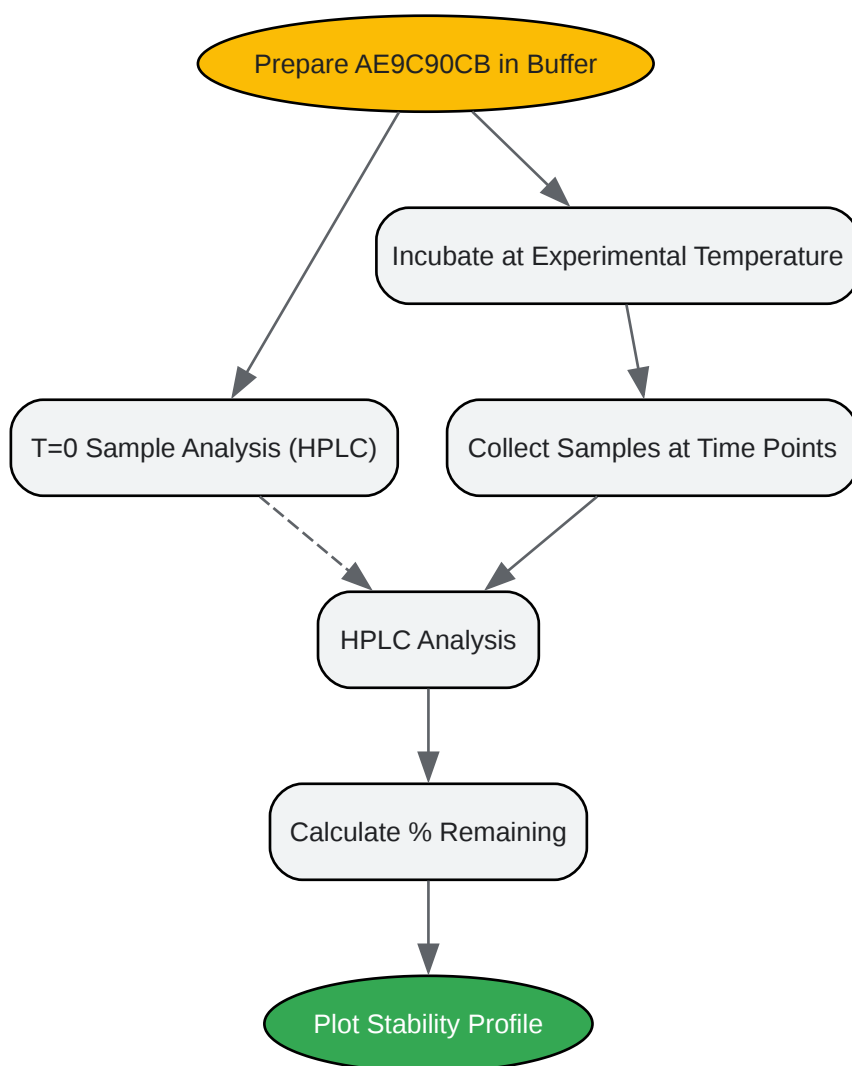 Prepare AE9C90CB in Buffer
Incubate at Experimental Temperature
T=0 Sample Analysis (HPLC)
Collect Samples at Time Points
HPLC Analysis
Calculate % Remaining
Plot Stability Profile